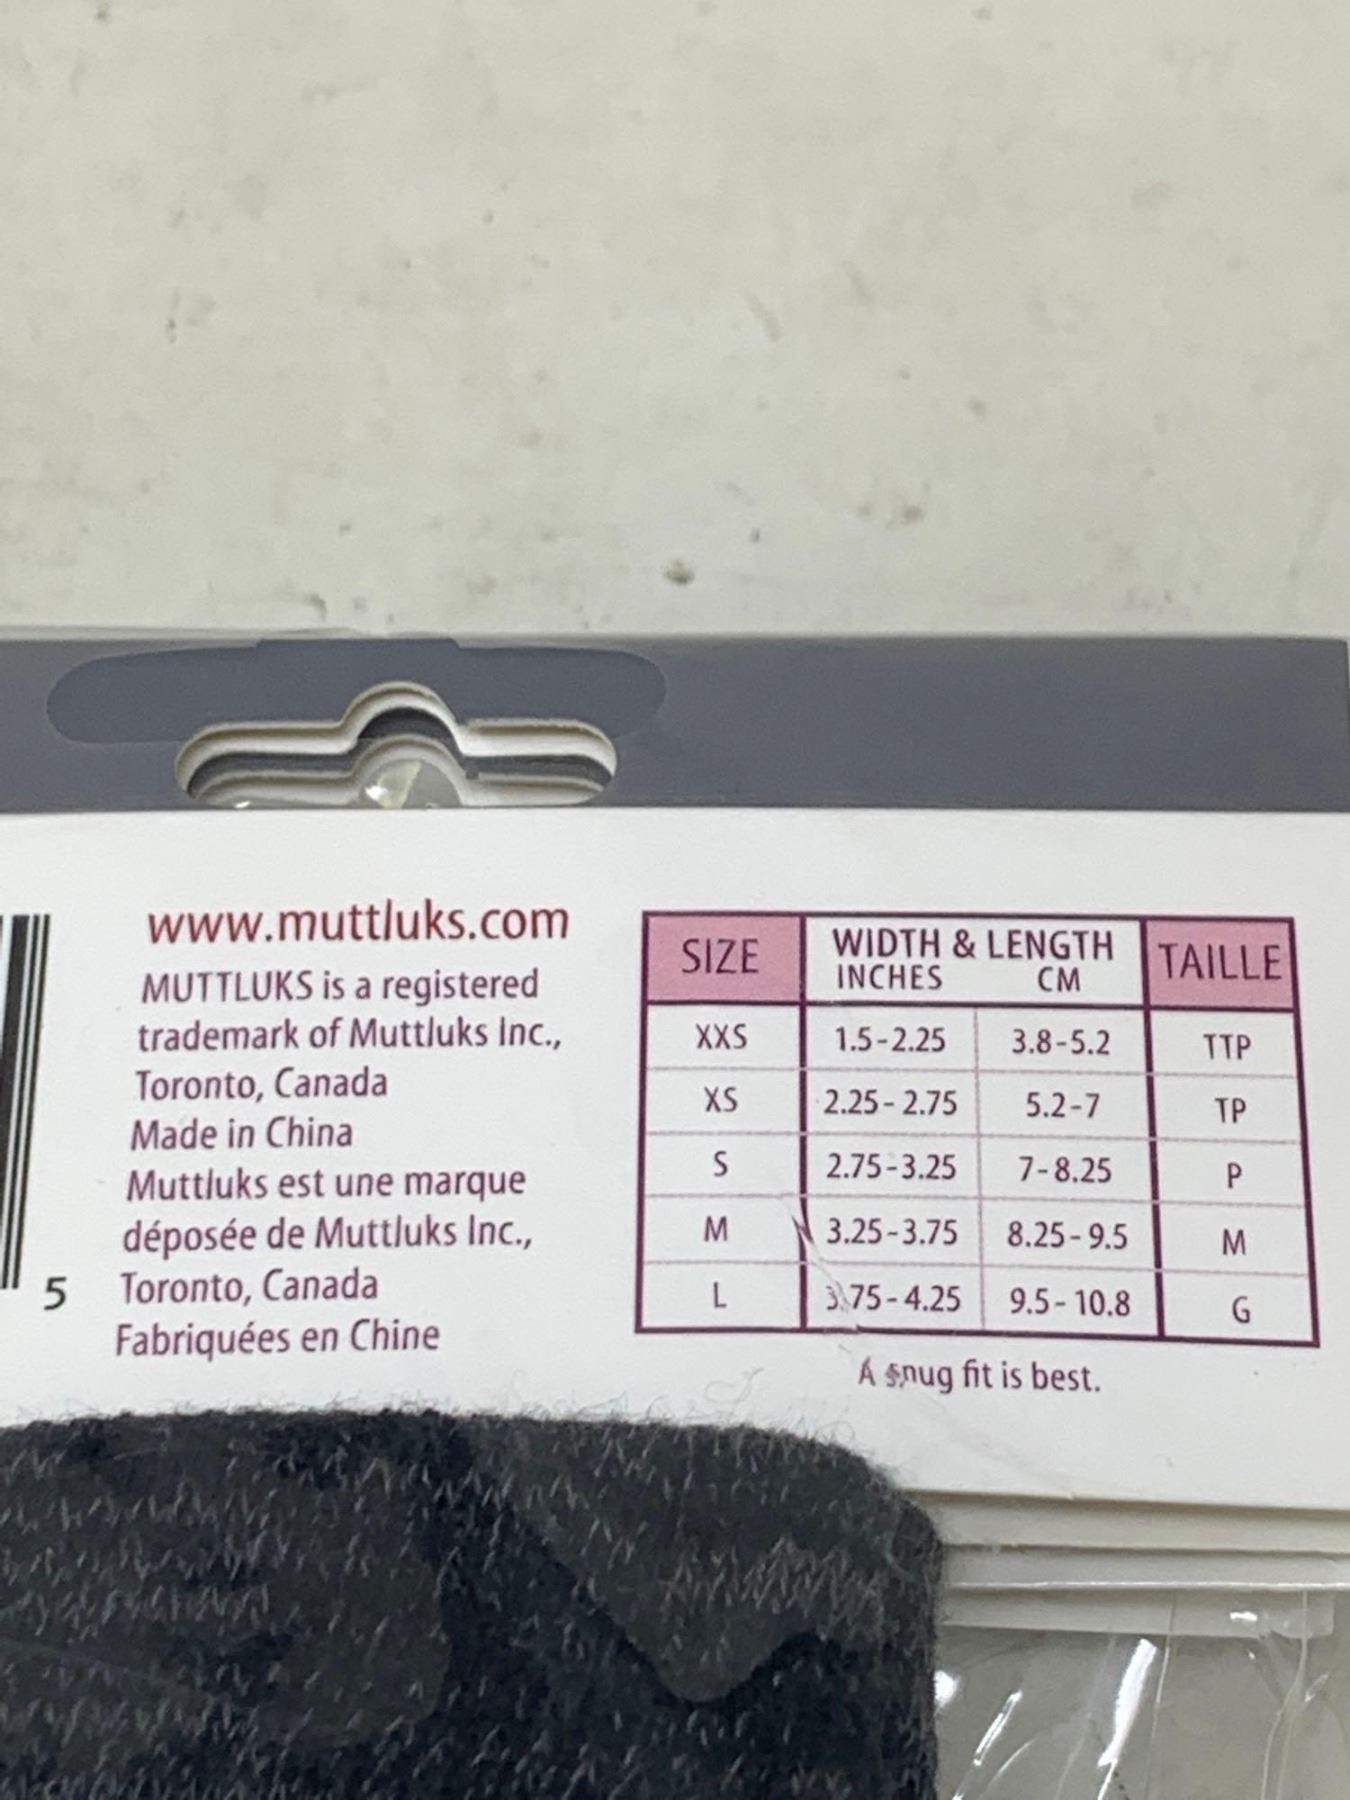 www.muttluks.com
MUTTLUKS is a registered
trademark of Muttluks Inc.,
Toronto, Canada
Made in China
Muttluks est une marque
déposée de Muttluks Inc.,
Toronto, Canada
Fabriquées en Chine
5
SIZE WIDTH & LENGTH TAILLE
INCHES CM
XXS 1.5-2.25 3.8-5.2 TTP
XS 2.25-2.75 5.2-7 TP
S 2.75-3.25 7-8.25 P
M 3.25-3.75 8.25-9.5 M
L 3.75-4.25 9.5-10.8 G
A snug fit is best.